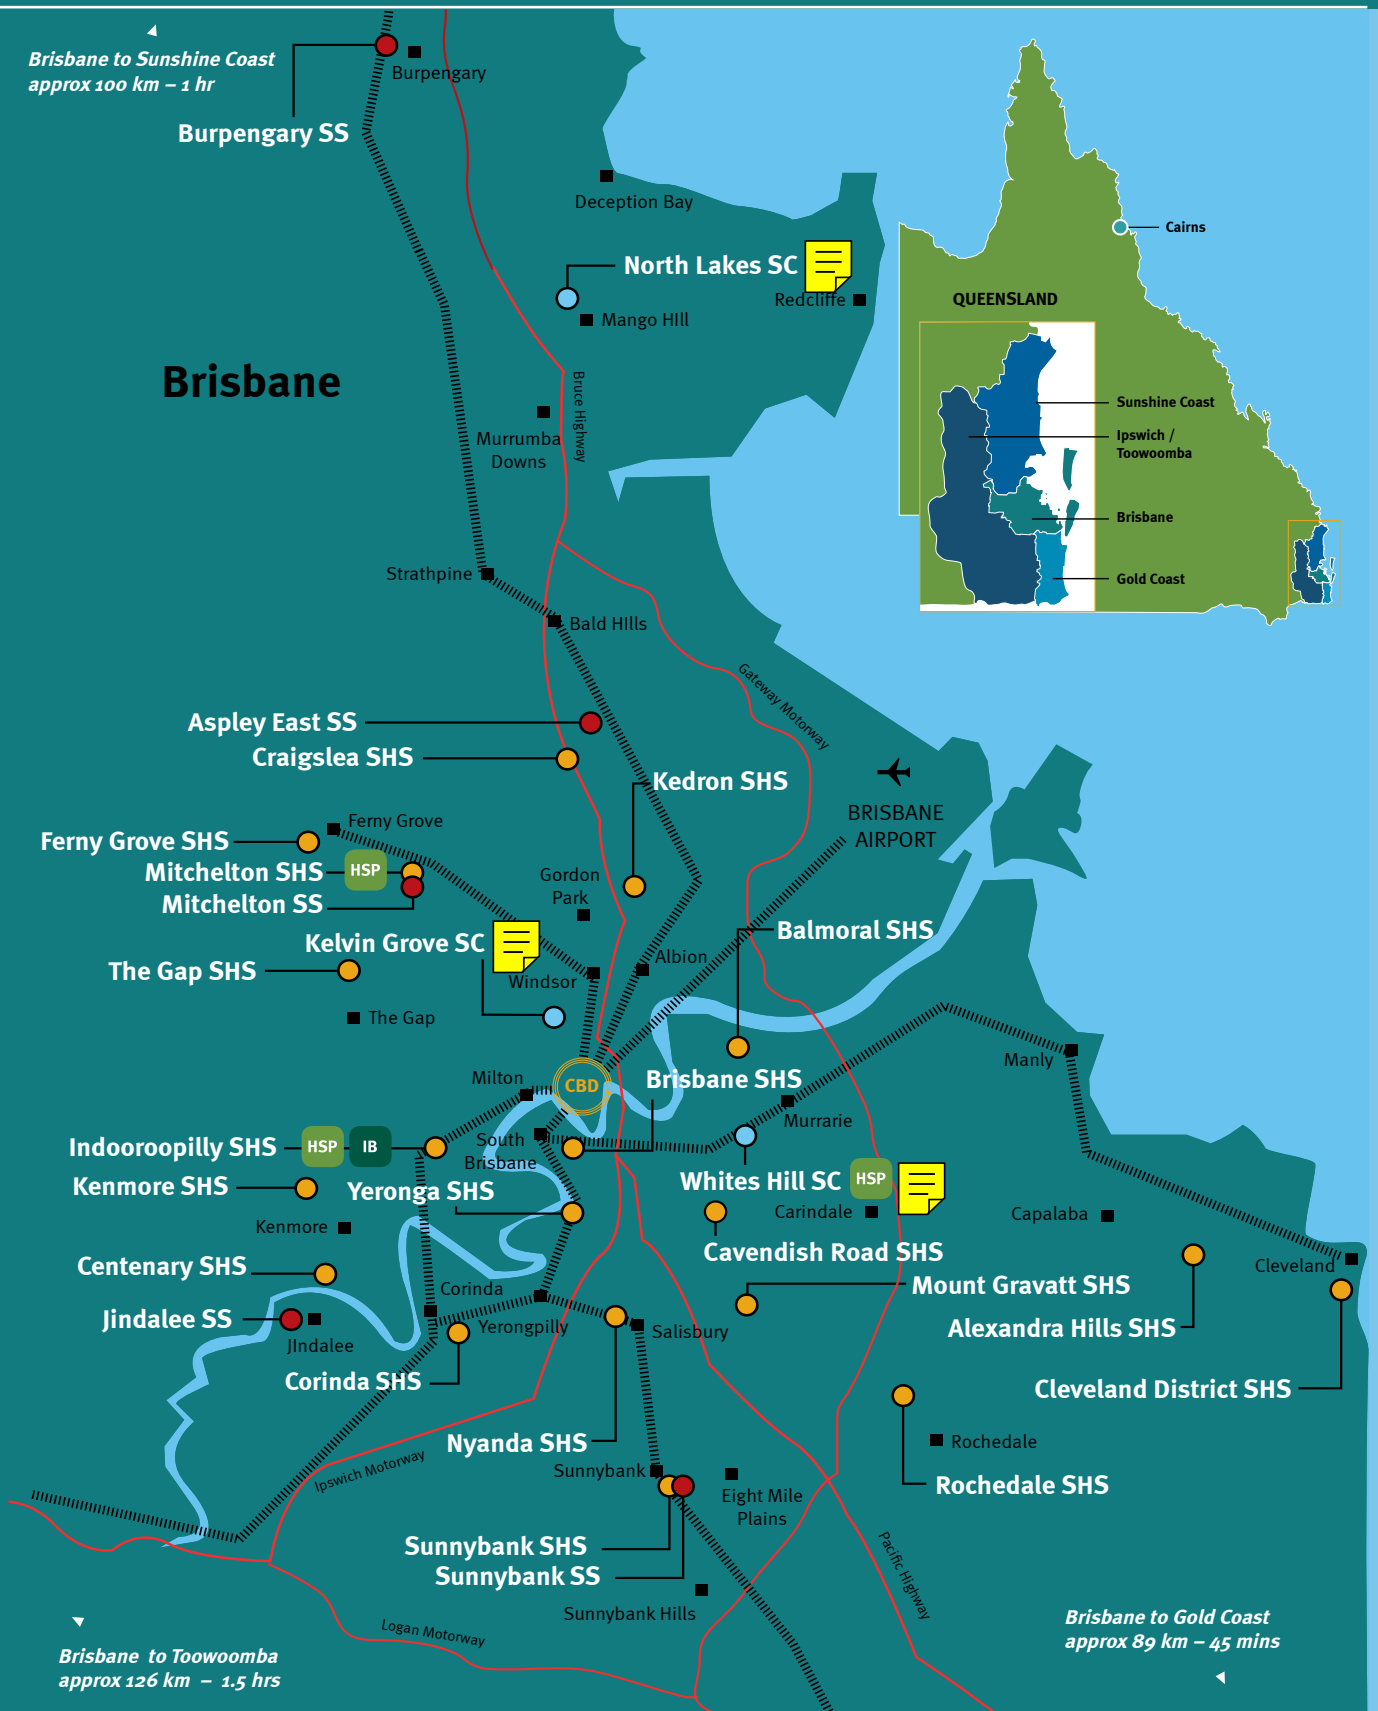 Brisbane to Sunshine Coast
approx 100 km – 1 hr
Burpengary
Burpengary SS
Deception Bay
North Lakes SC
Redcliffe
Mango HIll
Cairns
QUEENSLAND
Sunshine Coast
Ipswich /
Toowoomba
Brisbane
Gold Coast
Brisbane
Bruce Highway
Murrumba
Downs
Strathpine
Bald HIlls
Gateway Motorway
Aspley East SS
Craigslea SHS
Kedron SHS
BRISBANE
AIRPORT
Ferny Grove
Ferny Grove SHS
Mitchelton SHS
HSP
Mitchelton SS
Gordon
Park
Kelvin Grove SC
Balmoral SHS
The Gap SHS
Windsor
Albion
The Gap
Manly
Milton
CBD
Brisbane SHS
Murrarie
Indooroopilly SHS
HSP
IB
South
Brisbane
Whites Hill SC
HSP
Kenmore SHS
Yeronga SHS
Carindale
Capalaba
Kenmore
Cavendish Road SHS
Cleveland
Centenary SHS
Corinda
Mount Gravatt SHS
Jindalee SS
JIndalee
Yerongpilly
Salisbury
Alexandra Hills SHS
Corinda SHS
Cleveland District SHS
Nyanda SHS
Rochedale
Ipswich Motorway
Sunnybank
Rochedale SHS
Eight Mile
Plains
Sunnybank SHS
Sunnybank SS
Pacific Highway
Sunnybank Hills
Logan Motorway
Brisbane to Gold Coast
approx 89 km – 45 mins
Brisbane to Toowoomba
approx 126 km – 1.5 hrs